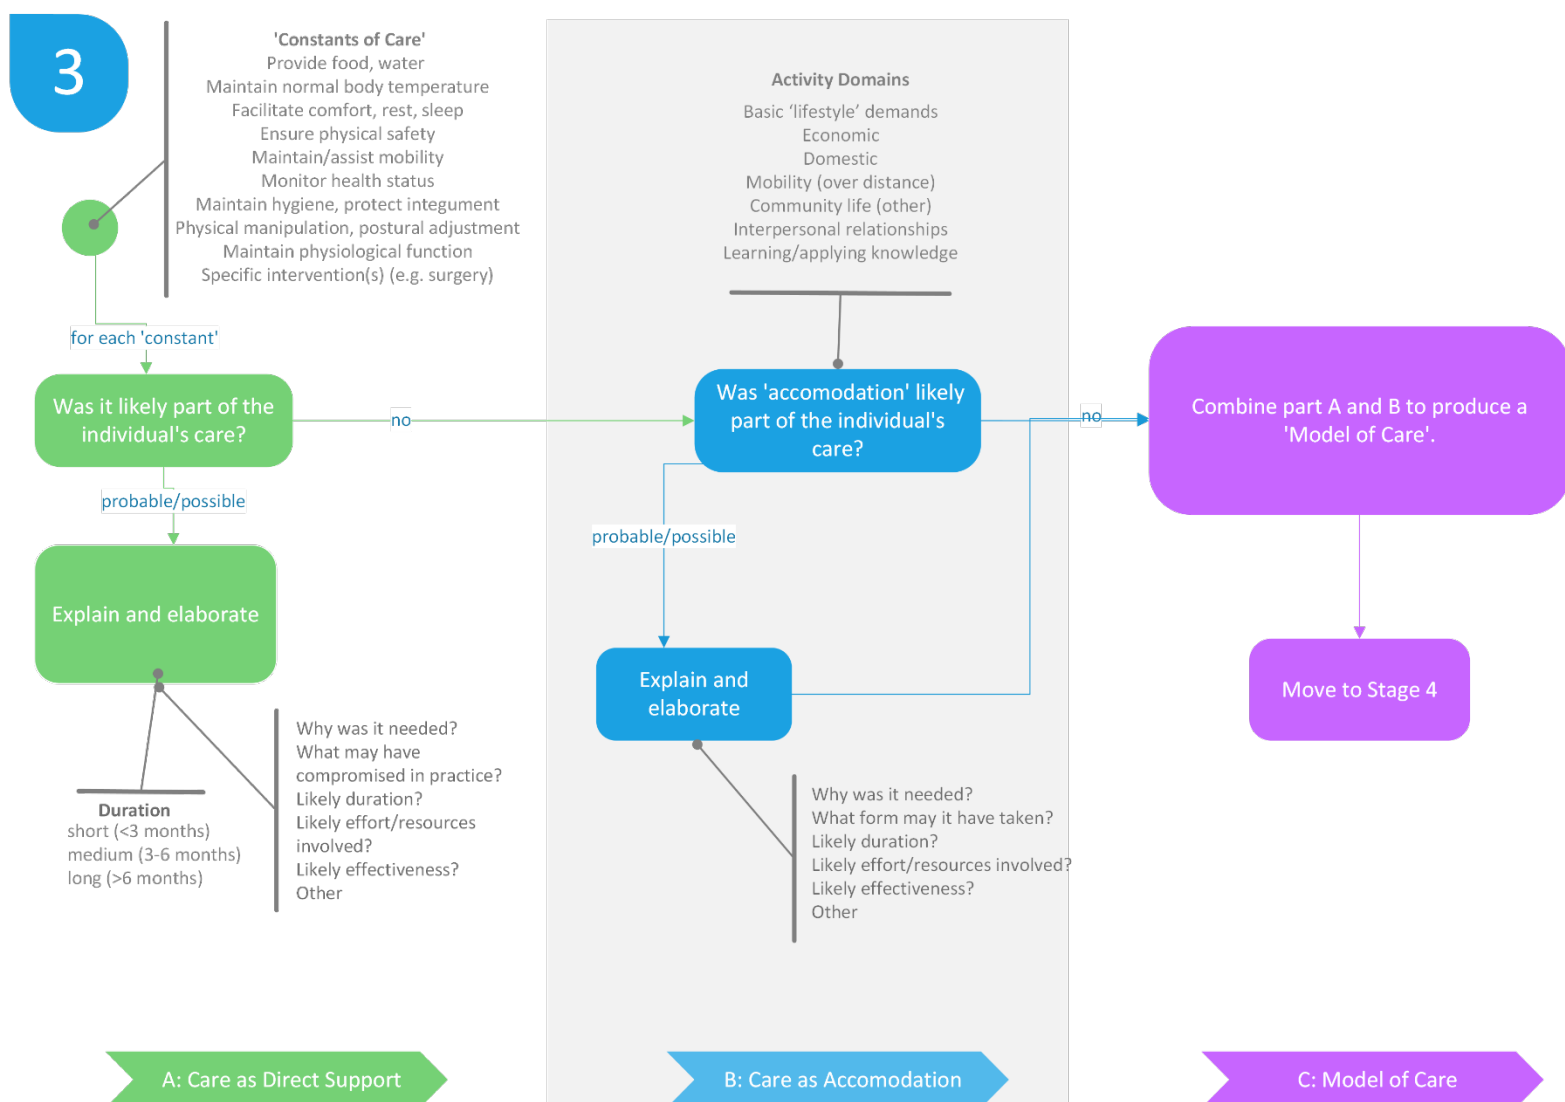 3
'Constants of Care'
Provide food, water
Maintain normal body temperature
Facilitate comfort, rest, sleep
Ensure physical safety
Maintain/assist mobility
Monitor health status
Maintain hygiene, protect integument
Physical manipulation, postural adjustment
Maintain physiological function
Specific intervention(s) (e.g. surgery)
for each 'constant'
Was it likely part of the
individual's care?
no
probable/possible
Explain and elaborate
Duration
short (<3 months)
medium (3-6 months)
long (>6 months)
Why was it needed?
What may have
compromised in practice?
Likely duration?
Likely effort/resources
involved?
Likely effectiveness?
Other
A: Care as Direct Support
Activity Domains
Basic ‘lifestyle’ demands
Economic
Domestic
Mobility (over distance)
Community life (other)
Interpersonal relationships
Learning/applying knowledge
Was 'accomodation' likely
part of the individual's
care?
no
probable/possible
Explain and
elaborate
Why was it needed?
What form may it have taken?
Likely duration?
Likely effort/resources involved?
Likely effectiveness?
Other
B: Care as Accomodation
Combine part A and B to produce a
'Model of Care'.
Move to Stage 4
C: Model of Care